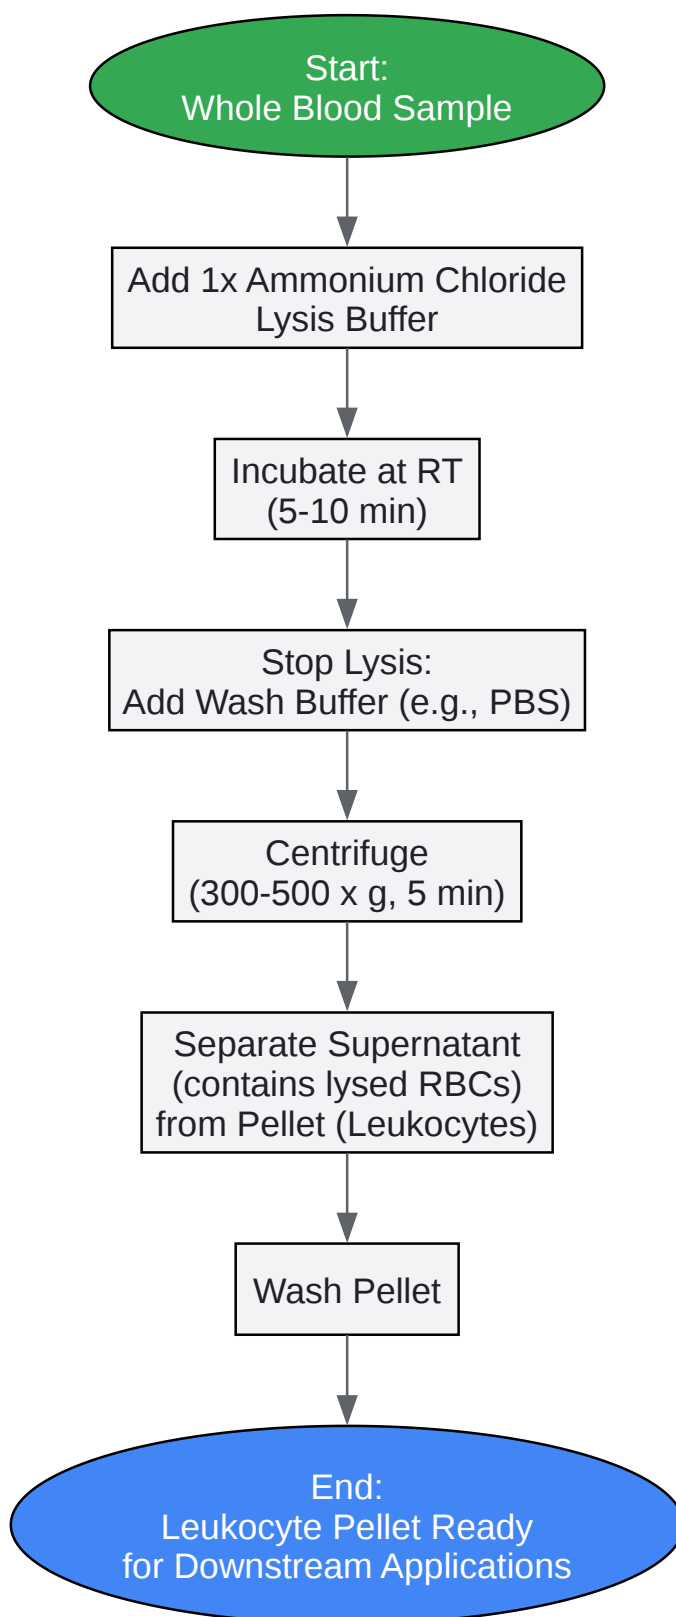 Start:
Whole Blood Sample
Add 1x Ammonium Chloride
Lysis Buffer
Incubate at RT
(5-10 min)
Stop Lysis:
Add Wash Buffer (e.g., PBS)
Centrifuge
(300-500 x g, 5 min)
Separate Supernatant
(contains lysed RBCs)
from Pellet (Leukocytes)
Wash Pellet
End:
Leukocyte Pellet Ready
for Downstream Applications